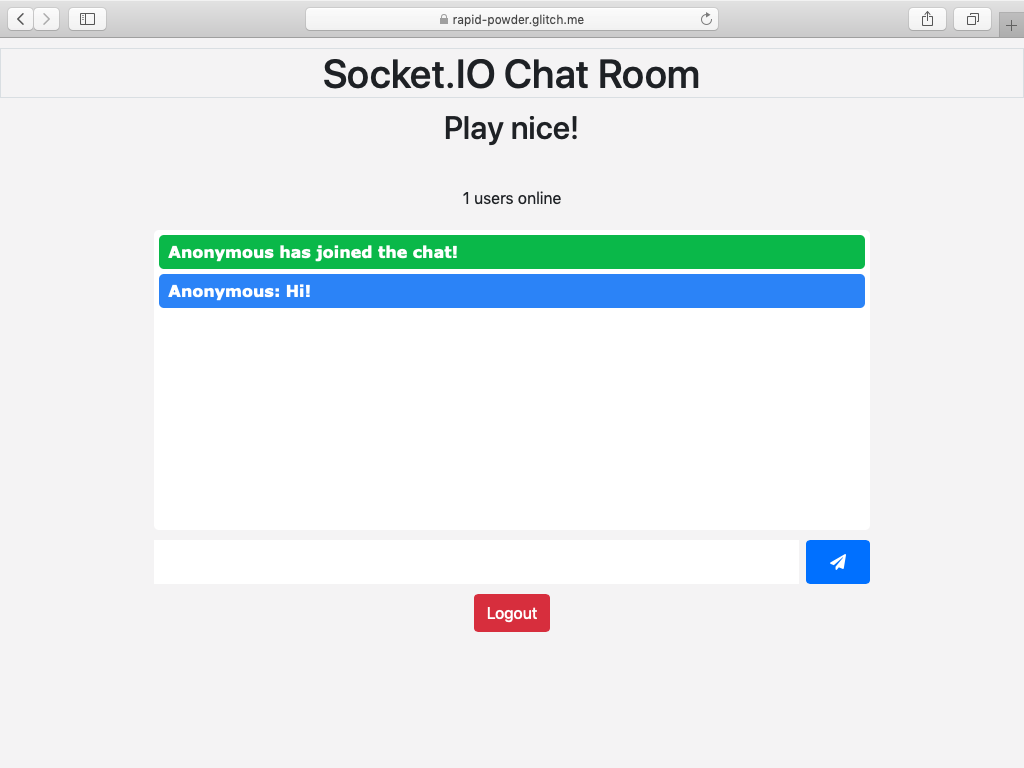 rapid-powder.glitch.me
Socket.IO Chat Room
Play nice!
1 users online
Anonymous has joined the chat!
Anonymous: Hi!
Logout